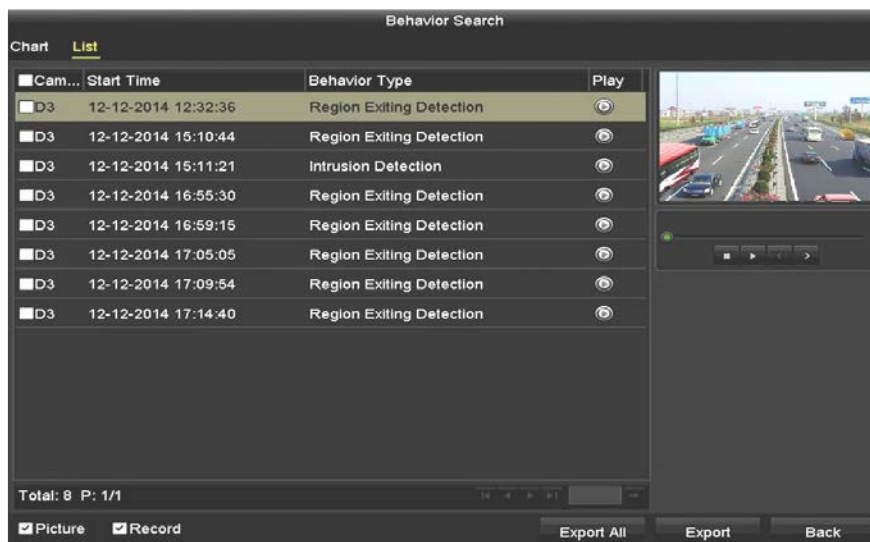 Behavior Search
Chart List
Cam... Start Time Behavior Type Play
D3 12-12-2014 12:32:36 Region Exiting Detection
D3 12-12-2014 15:10:44 Region Exiting Detection
D3 12-12-2014 15:11:21 Intrusion Detection
D3 12-12-2014 16:55:30 Region Exiting Detection
D3 12-12-2014 16:59:15 Region Exiting Detection
D3 12-12-2014 17:05:05 Region Exiting Detection
D3 12-12-2014 17:09:54 Region Exiting Detection
D3 12-12-2014 17:14:40 Region Exiting Detection
Total: 8 P: 1/1
Picture Record Export All Export Back